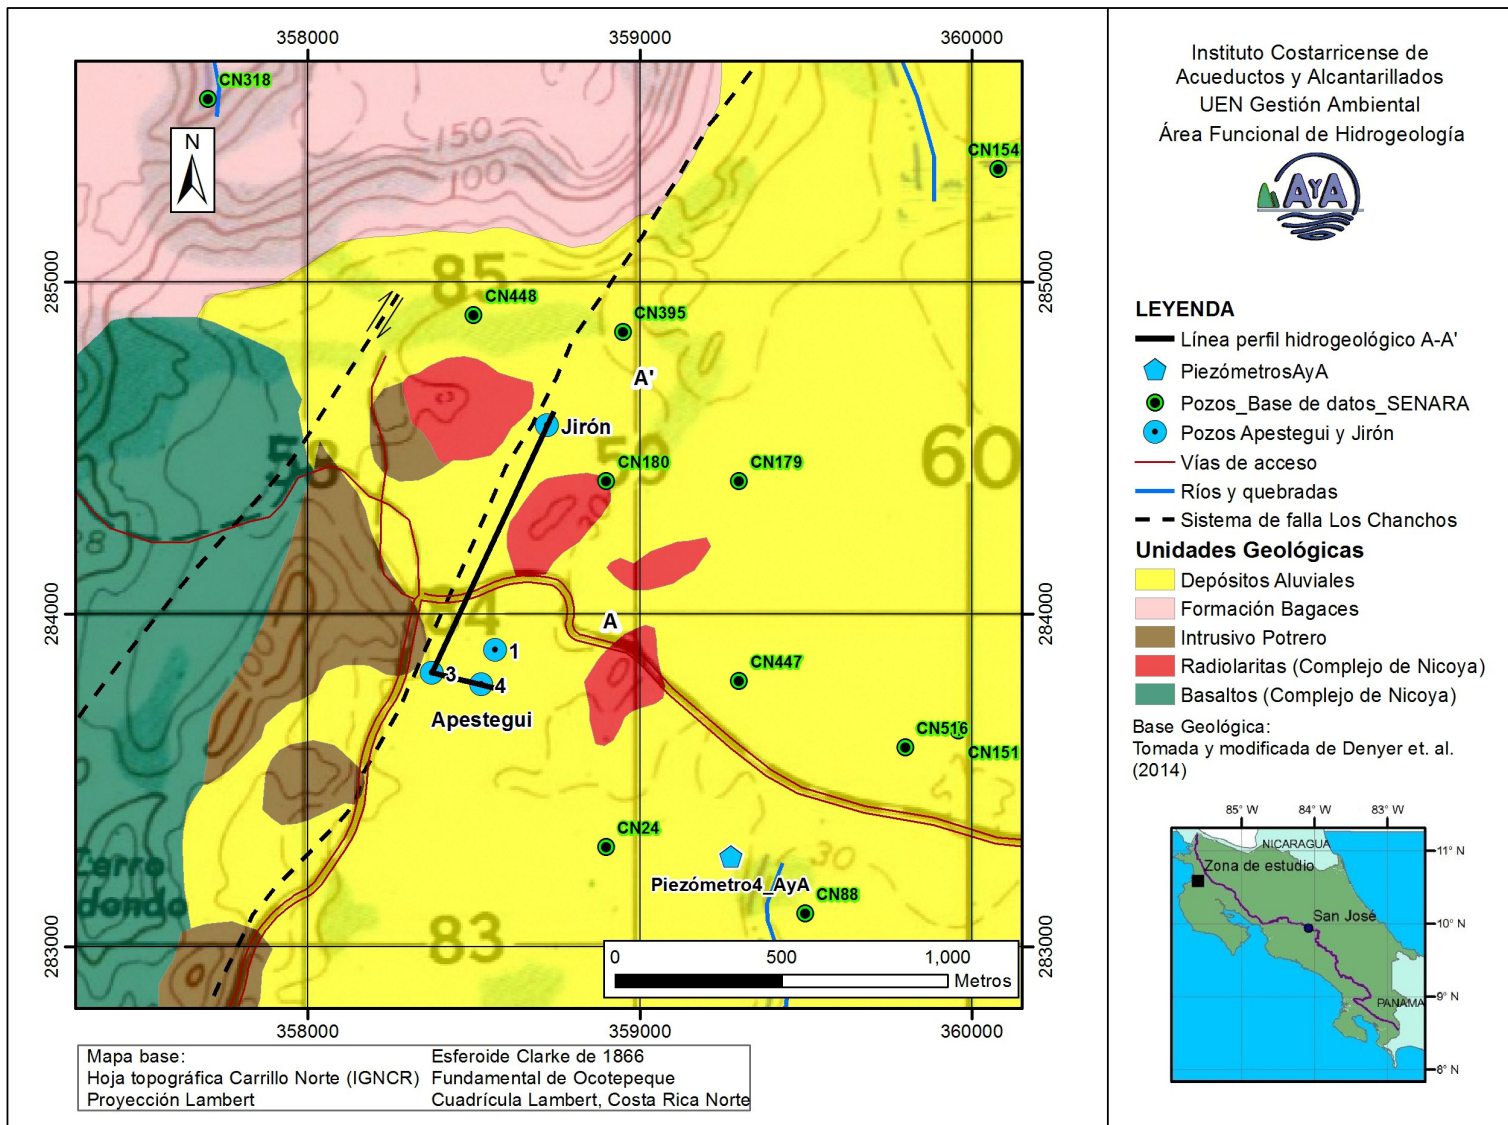 358000
359000
360000
CN318
N
150
100
CN154
285000
285000
85
CN448
CN395
A'
Jirón
58
59
60
CN180
CN179
30
284000
284000
84
A
1
3
4
Apestegui
CN447
CN516
CN151
CN24
30
Piezómetro4_AyA
CN88
Cerro
dondo
83
283000
283000
0
500
1,000
Metros
358000
359000
360000
Mapa base:
Hoja topográfica Carrillo Norte (IGNCR)
Proyección Lambert
Esferoide Clarke de 1866
Fundamental de Ocotepeque
Cuadrícula Lambert, Costa Rica Norte
Instituto Costarricense de
Acueductos y Alcantarillados
UEN Gestión Ambiental
Área Funcional de Hidrogeología
AYA
LEYENDA
Línea perfil hidrogeológico A-A'
PiezómetrosAyA
Pozos_Base de datos_SENARA
Pozos Apestegui y Jirón
Vías de acceso
Ríos y quebradas
Sistema de falla Los Chanchos
Unidades Geológicas
Depósitos Aluviales
Formación Bagaces
Intrusivo Potrero
Radiolaritas (Complejo de Nicoya)
Basaltos (Complejo de Nicoya)
Base Geológica:
Tomada y modificada de Denyer et. al.
(2014)
85° W
84° W
83° W
NICARAGUA
11° N
Zona de estudio
San José
10° N
PANAMA
9° N
8° N